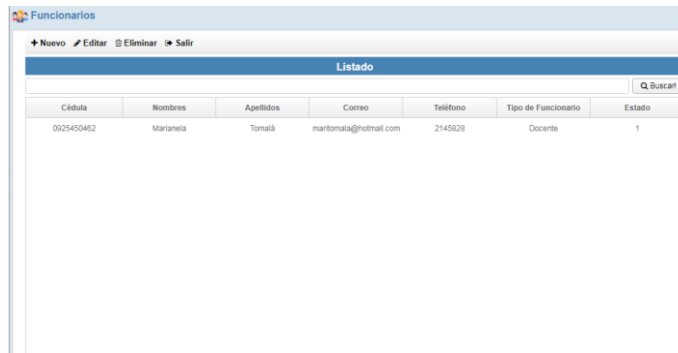 Funcionarios
Nuevo Editar Eliminar Salir
Listado
Buscar!
Cédula Nombres Apellidos Correo Teléfono Tipo de Funcionario Estado
0925450462 Marianela Tomalá maritomala@hotmail.com 2145828 Docente 1